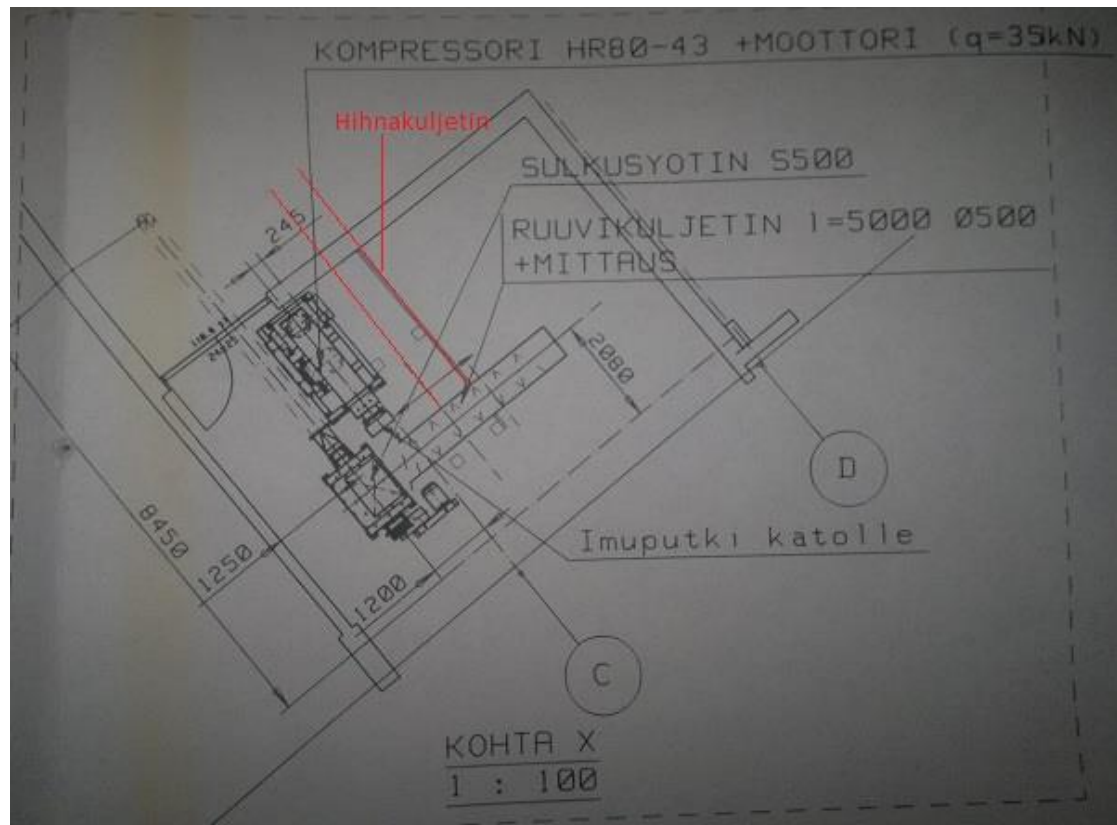 KOMPRESSORI HR80-43 +MOOTTORI (q=35kN)
Hihnakuljetin
SULKUSYOTIN S500
245
RUUVIKULJETIN l=5000 Ø500
+MITTAUS
2080
D
8450
1250
Imuputki katolle
1200
C
KOHTA X
1 : 100